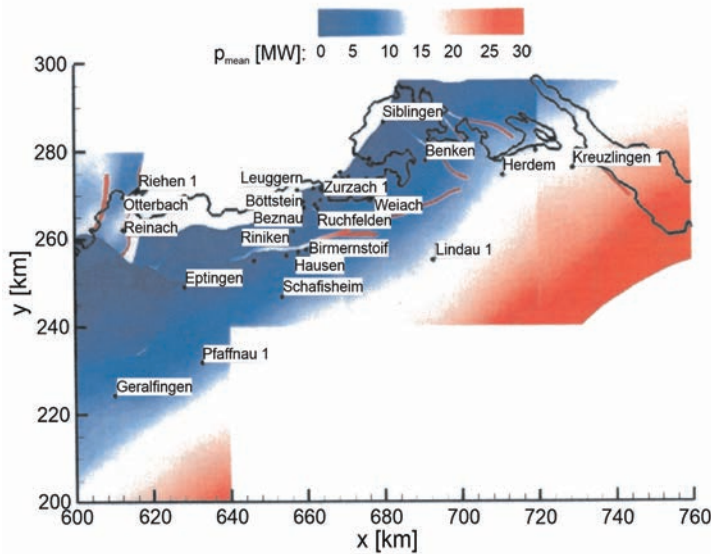 p_mean [MW]: 0 5 10 15 20 25 30
300
280
260
240
220
200
y [km]
600 620 640 660 680 700 720 740 760
x [km]
Siblingen
Benken
Herdem
Kreuzlingen 1
Leuggern
Zurzach 1
Riehen 1
Böttstein
Weiach
Otterbach
Beznau
Ruchfelden
Reinach
Riniken
Birmernstoif
Lindau 1
Hausen
Eptingen
Schafisheim
Pfaffnau 1
Geralfingen